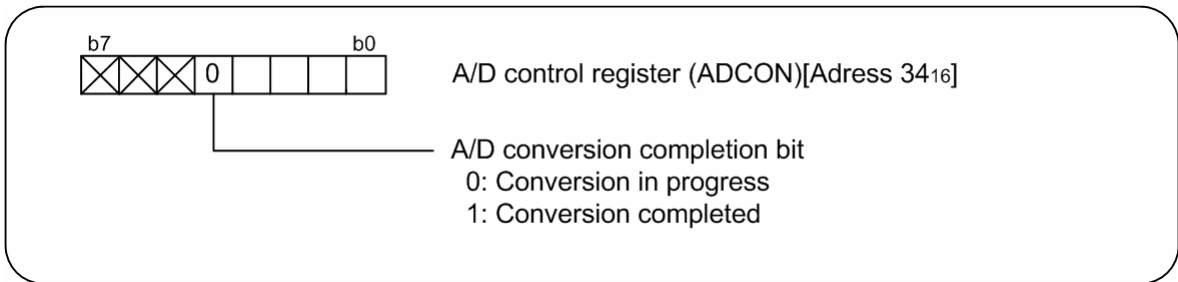 b7 b0
0
A/D control register (ADCON)[Adress 3416]
A/D conversion completion bit
0: Conversion in progress
1: Conversion completed